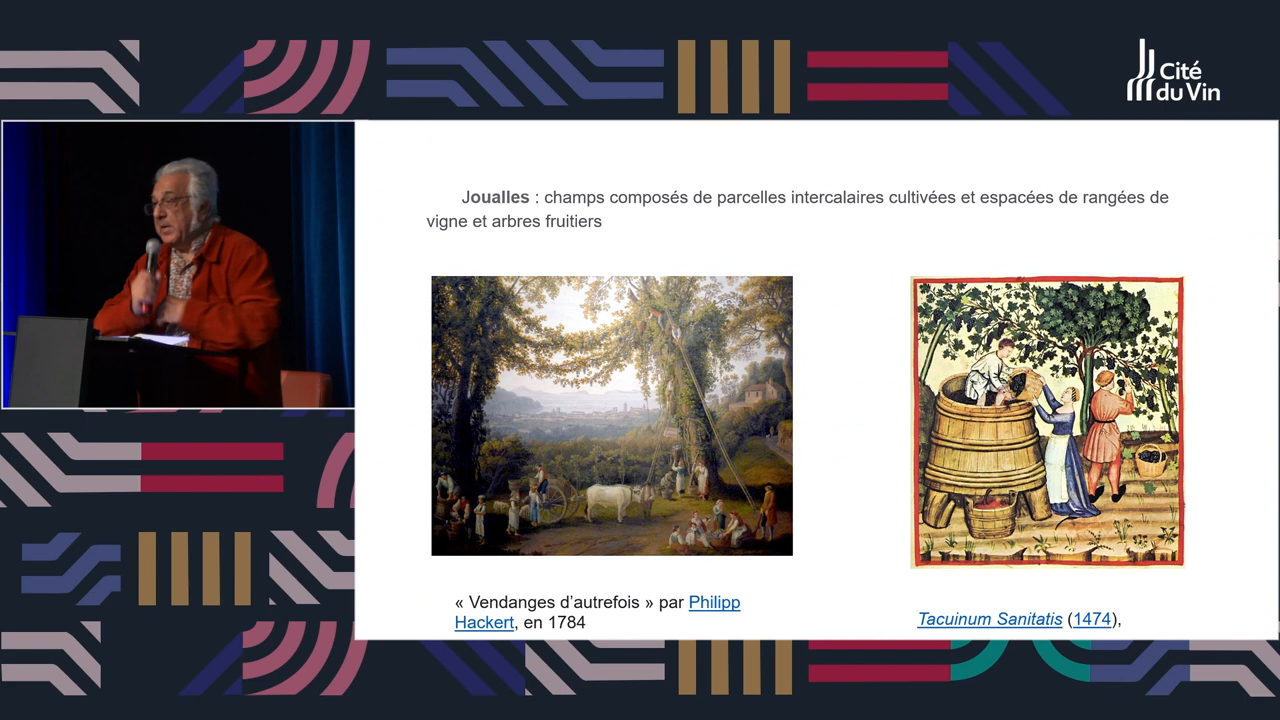 Cité
du Vin
Joualles : champs composés de parcelles intercalaires cultivées et espacées de rangées de
vigne et arbres fruitiers
« Vendanges d’autrefois » par Philipp
Hackert, en 1784
Tacuinum Sanitatis (1474),